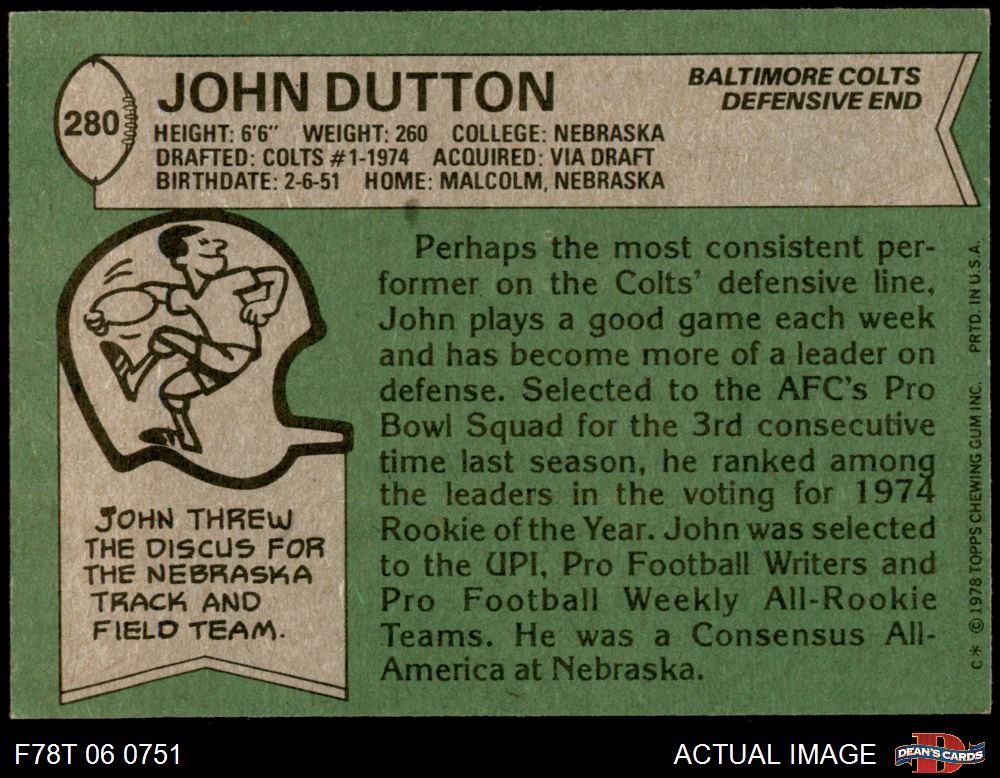 280
JOHN DUTTON
BALTIMORE COLTS
DEFENSIVE END
HEIGHT: 6'6" WEIGHT: 260 COLLEGE: NEBRASKA
DRAFTED: COLTS #1-1974 ACQUIRED: VIA DRAFT
BIRTHDATE: 2-6-51 HOME: MALCOLM, NEBRASKA
JOHN THREW
THE DISCUS FOR
THE NEBRASKA
TRACK AND
FIELD TEAM.
Perhaps the most consistent per-
former on the Colts' defensive line,
John plays a good game each week
and has become more of a leader on
defense. Selected to the AFC's Pro
Bowl Squad for the 3rd consecutive
time last season, he ranked among
the leaders in the voting for 1974
Rookie of the Year. John was selected
to the UPI, Pro Football Writers and
Pro Football Weekly All-Rookie
Teams. He was a Consensus All-
America at Nebraska.
C* © 1978 TOPPS CHEWING GUM INC. PRTD. IN U.S.A.
F78T 06 0751
ACTUAL IMAGE
D
DEAN'S CARDS